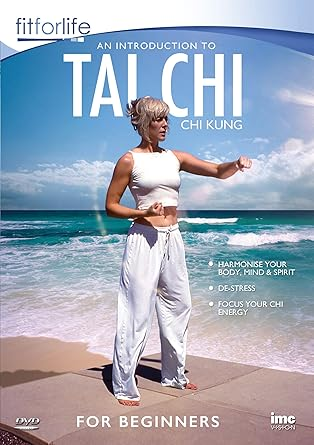 fitforlife
AN INTRODUCTION TO
TAI CHI
CHI KUNG
• HARMONISE YOUR
BODY, MIND & SPIRIT
• DE-STRESS
• FOCUS YOUR CHI
ENERGY
DVD
VIDEO
FOR BEGINNERS
imc
VISION